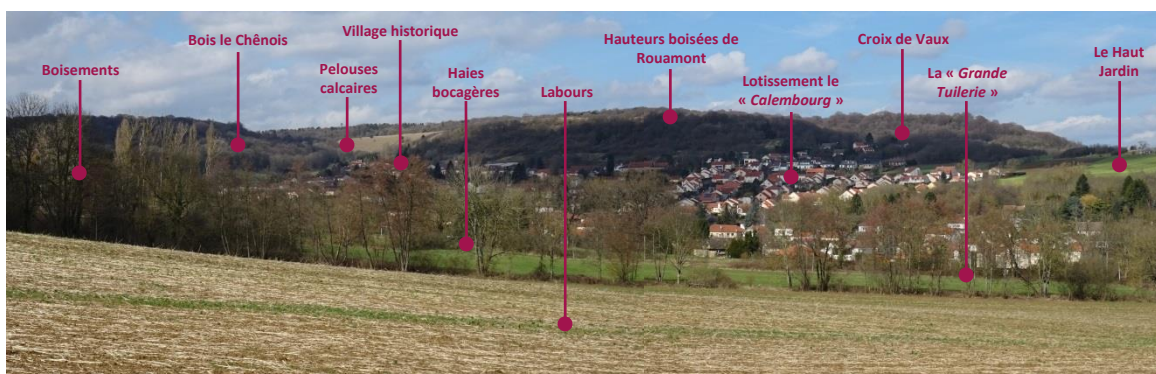 Boisements
Bois le Chênois
Pelouses
calcaires
Village historique
Haies
bocagères
Labours
Hauteurs boisées de
Rouamont
Lotissement le
« Calembourg »
Croix de Vaux
La « Grande
Tuilerie »
Le Haut
Jardin